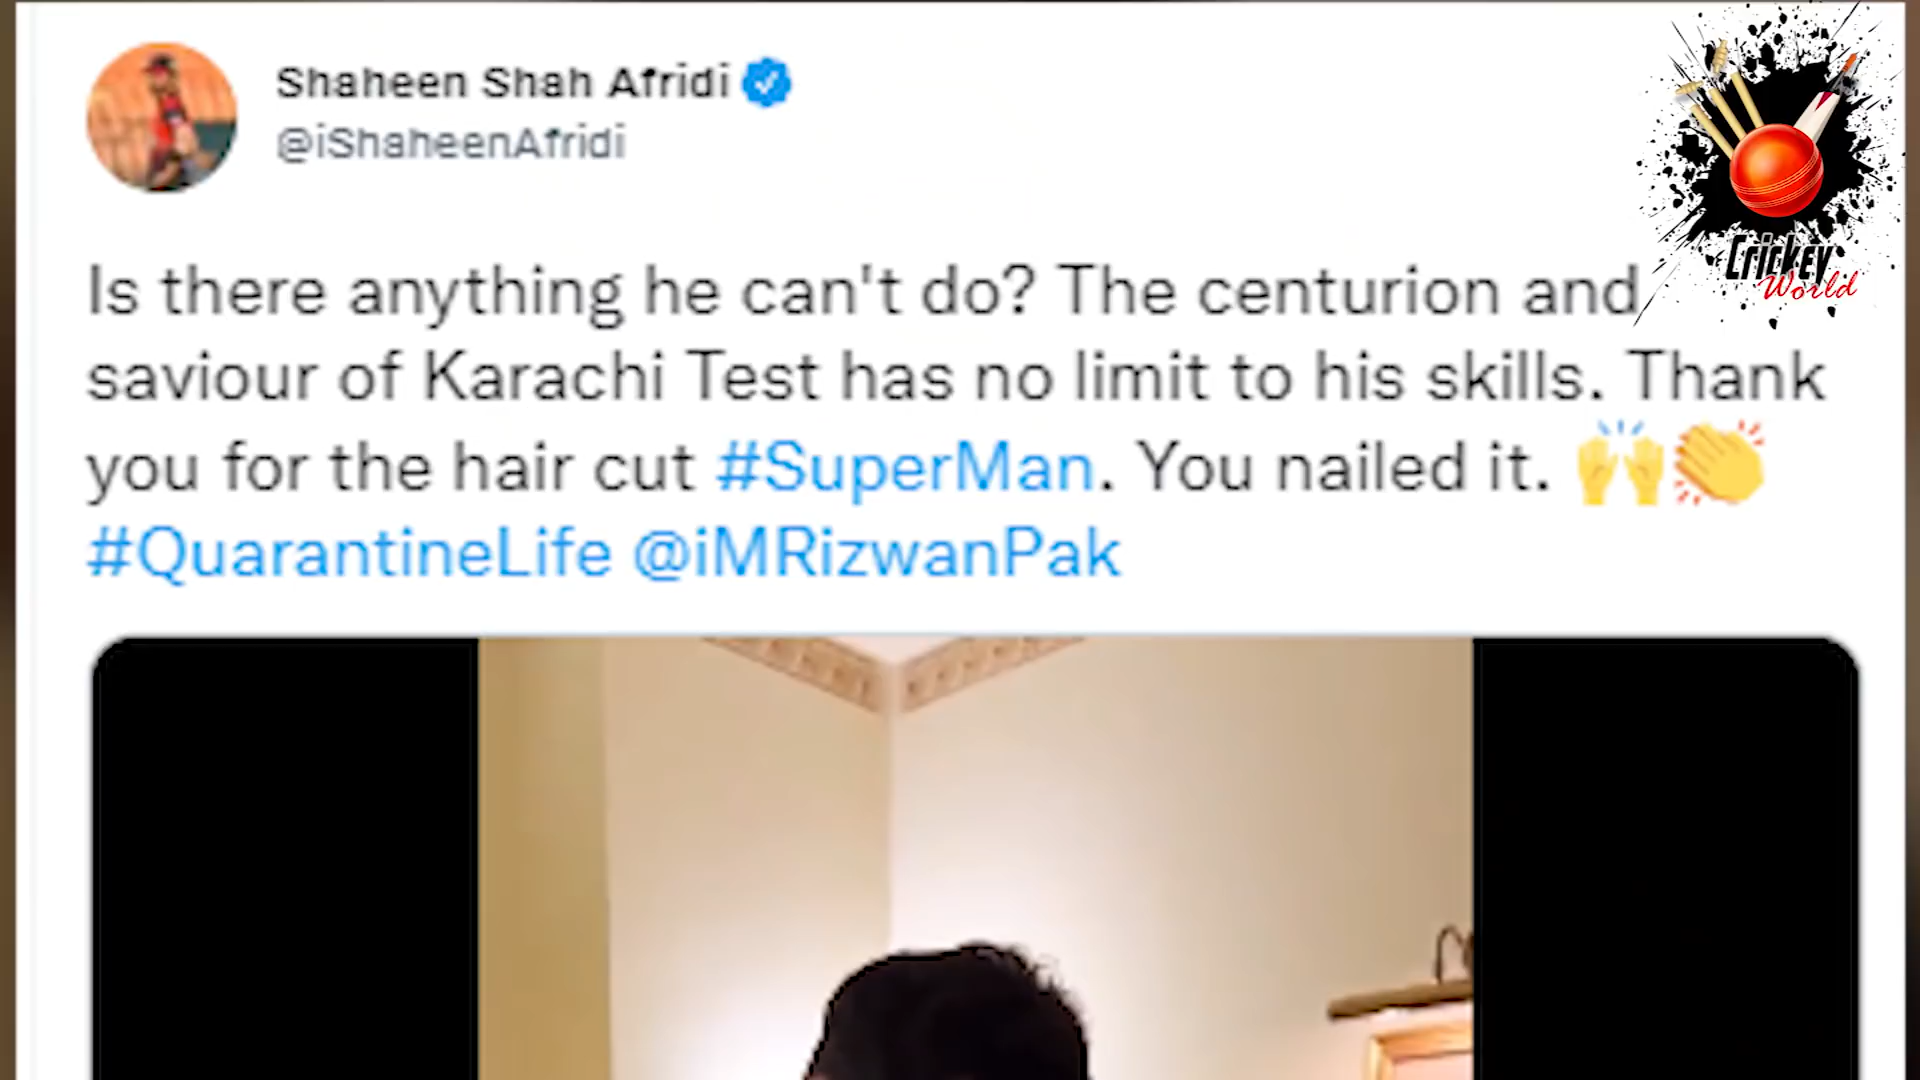 Shaheen Shah Afridi
@iShaheenAfridi
Is there anything he can't do? The centurion and
saviour of Karachi Test has no limit to his skills. Thank
you for the hair cut #SuperMan. You nailed it. 🙌👏
#QuarantineLife @iMRizwanPak
Crickey
World